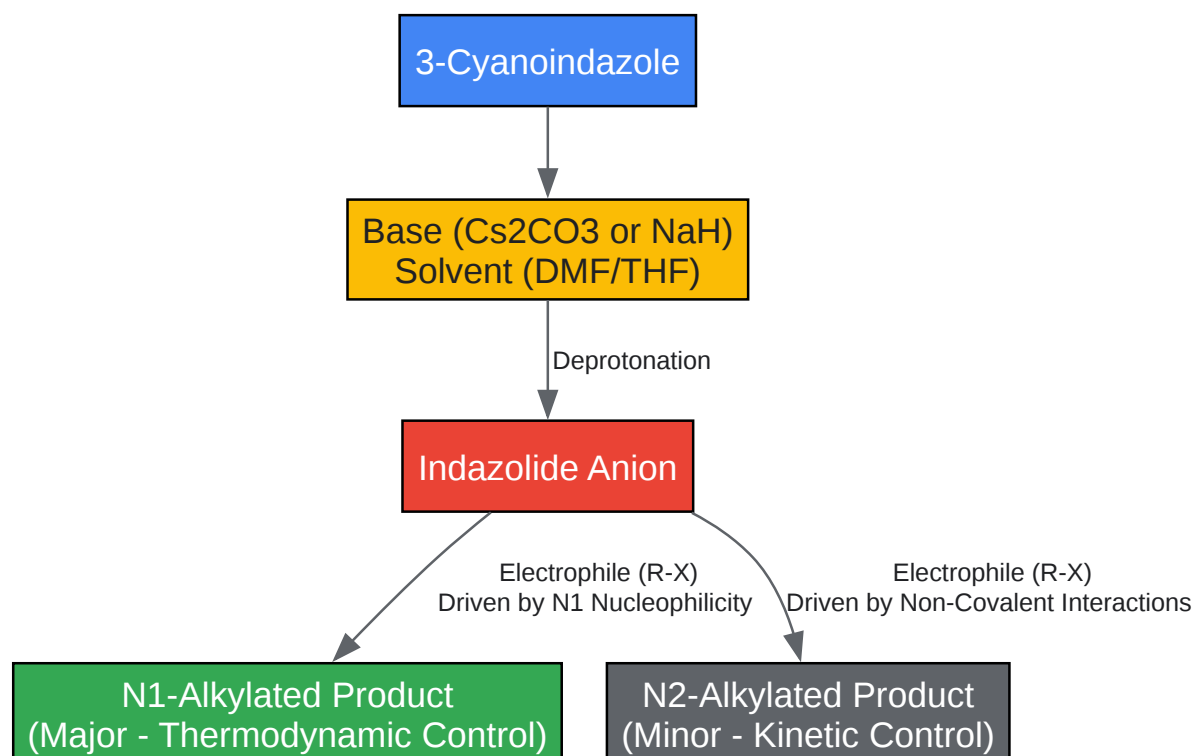 3-Cyanoindazole
Base (Cs2CO3 or NaH)
Solvent (DMF/THF)
Deprotonation
Indazolide Anion
Electrophile (R-X)
Driven by N1 Nucleophilicity
Electrophile (R-X)
Driven by Non-Covalent Interactions
N1-Alkylated Product
(Major - Thermodynamic Control)
N2-Alkylated Product
(Minor - Kinetic Control)